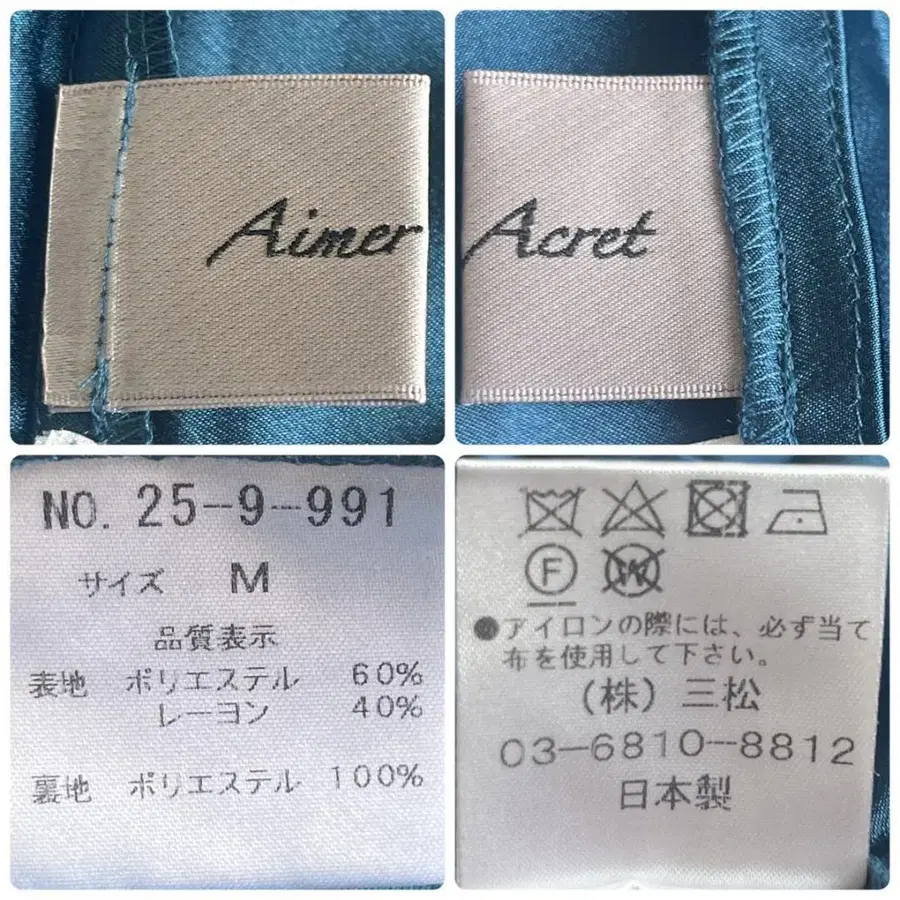 Aimer
Acret
NO. 25-9-991
サイズ M
品質表示
表地 ポリエステル 60%
レーヨン 40%
裏地 ポリエステル 100%
F
W
●アイロンの際には、必ず当て
布を使用して下さい。
(株)三松
03-6810-8812
日本製